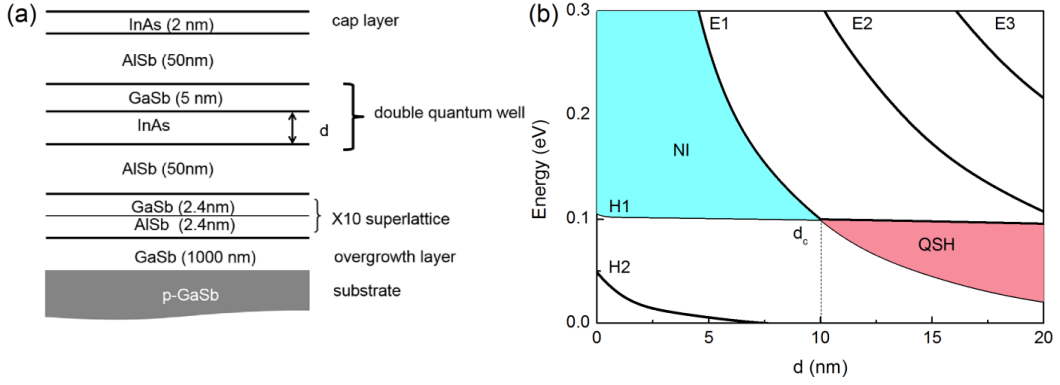 (a)
InAs (2 nm)
cap layer
AlSb (50nm)
GaSb (5 nm)
InAs
d
double quantum well
AlSb (50nm)
GaSb (2.4nm)
AlSb (2.4nm)
X10 superlattice
GaSb (1000 nm)
overgrowth layer
p-GaSb
substrate
(b)
Energy (eV)
0.3
0.2
0.1
0.0
E1
E2
E3
NI
H1
d_c
QSH
H2
0 5 10 15 20
d (nm)